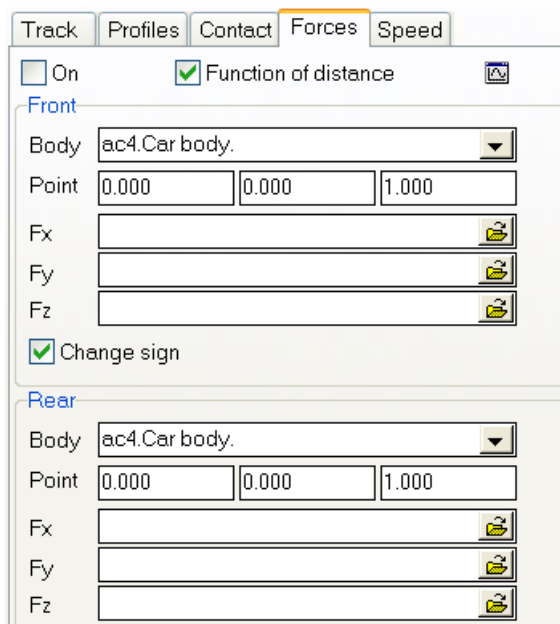 Track Profiles Contact Forces Speed
On Function of distance
Front
Body ac4.Car body.
Point 0.000 0.000 1.000
Fx
Fy
Fz
Change sign
Rear
Body ac4.Car body.
Point 0.000 0.000 1.000
Fx
Fy
Fz